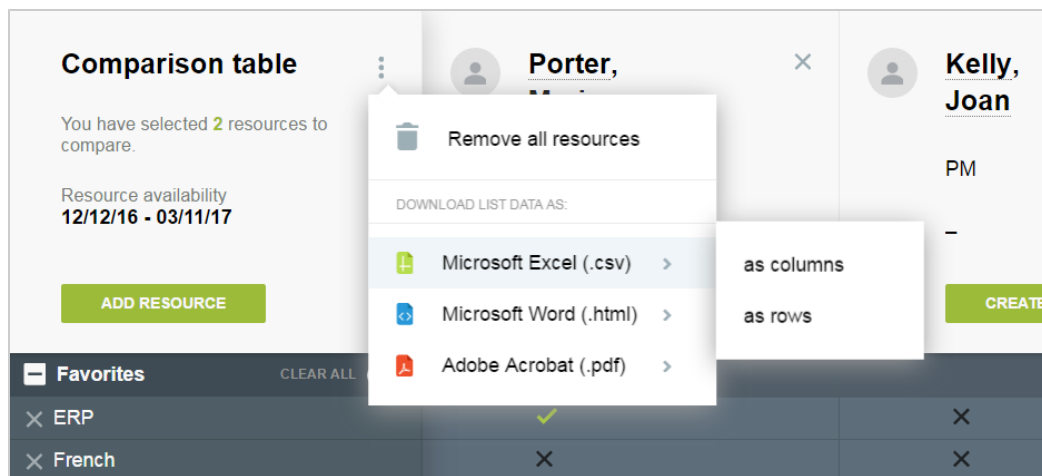 Comparison table
You have selected 2 resources to
compare.
Resource availability
12/12/16 - 03/11/17
ADD RESOURCE
Porter,
Remove all resources
DOWNLOAD LIST DATA AS:
Microsoft Excel (.csv)
Microsoft Word (.html)
Adobe Acrobat (.pdf)
as columns
as rows
Kelly,
Joan
PM
–
CREATE
Favorites
CLEAR ALL
ERP
French